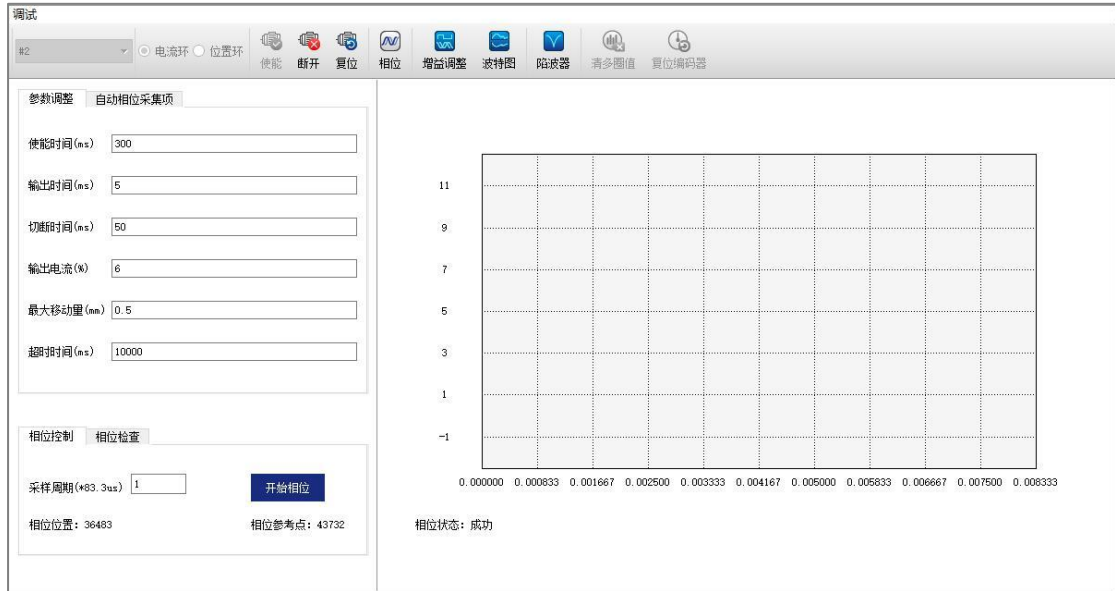 调试
#2 电流环 位置环 使能 断开 复位 相位 增益调整 波特图 陷波器 清多圈值 复位编码器
参数调整 自动相位采集项
使能时间(ms) 300
输出时间(ms) 5
切断时间(ms) 50
输出电流(%) 6
最大移动量(mm) 0.5
超时时间(ms) 10000
相位控制 相位检查
采样周期(*83.3us) 1 开始相位
相位位置: 36483 相位参考点: 43732
11
9
7
5
3
1
-1
0.000000 0.000833 0.001667 0.002500 0.003333 0.004167 0.005000 0.005833 0.006667 0.007500 0.008333
相位状态: 成功